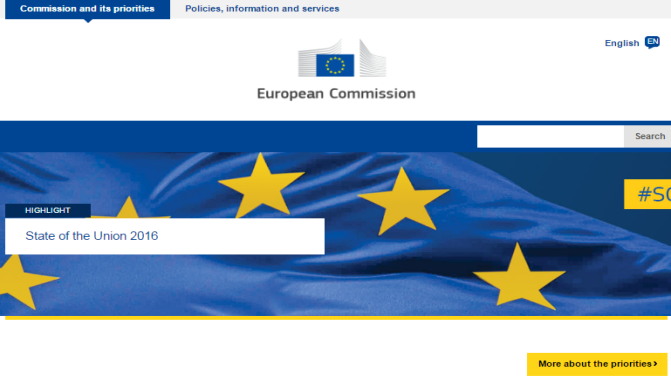 Commission and its priorities
Policies, information and services
English EN
European Commission
Search
#S
HIGHLIGHT
State of the Union 2016
More about the priorities›